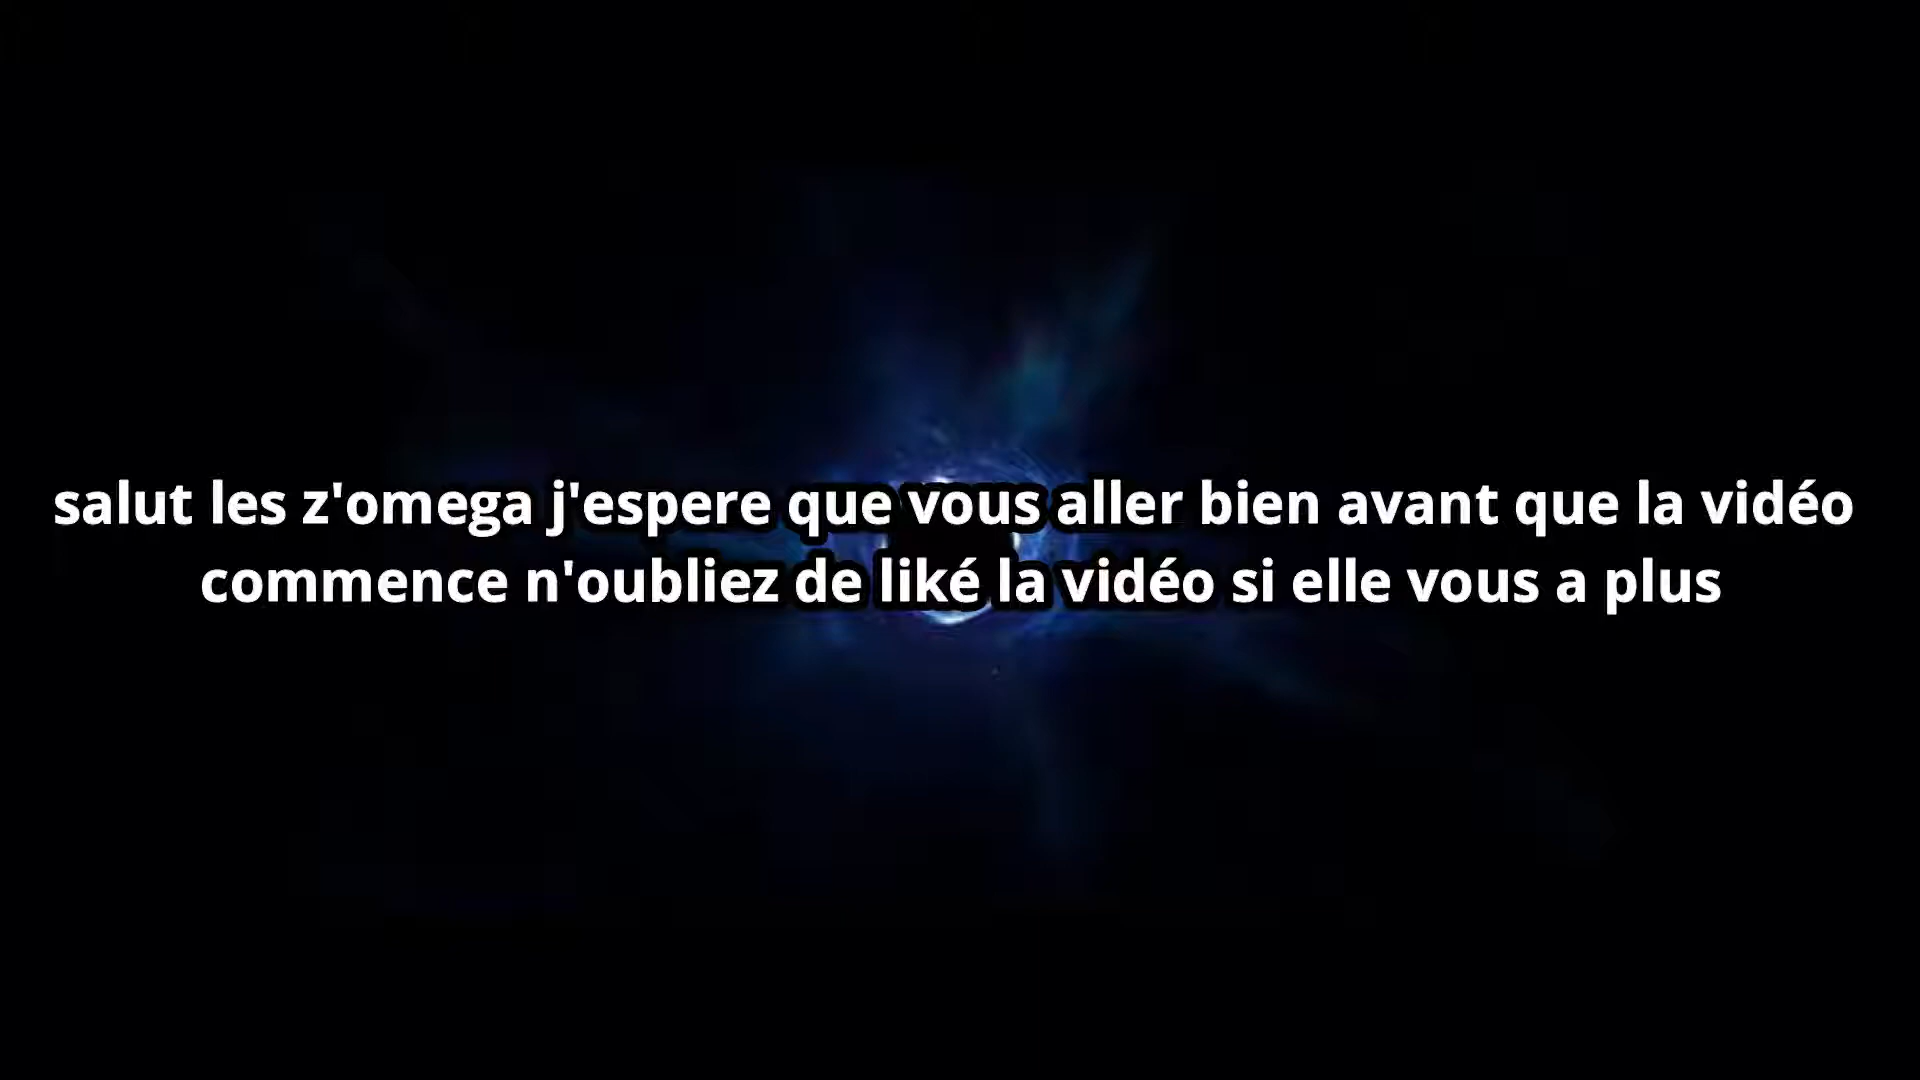 salut les z'omega j'espere que vous aller bien avant que la vidéo
commence n'oubliez de liké la vidéo si elle vous a plus